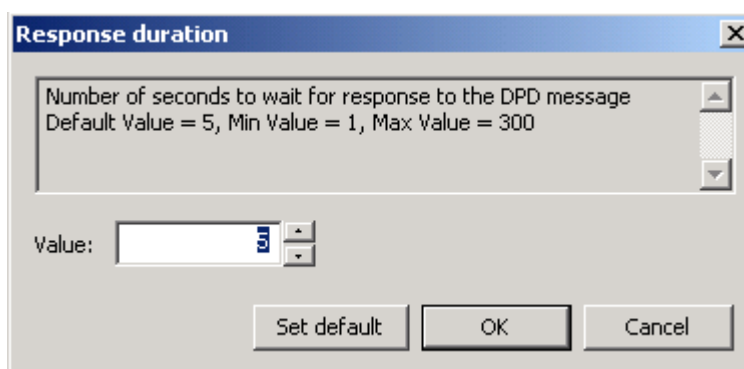 Response duration
Number of seconds to wait for response to the DPD message
Default Value = 5, Min Value = 1, Max Value = 300
Value: 5
Set default OK Cancel